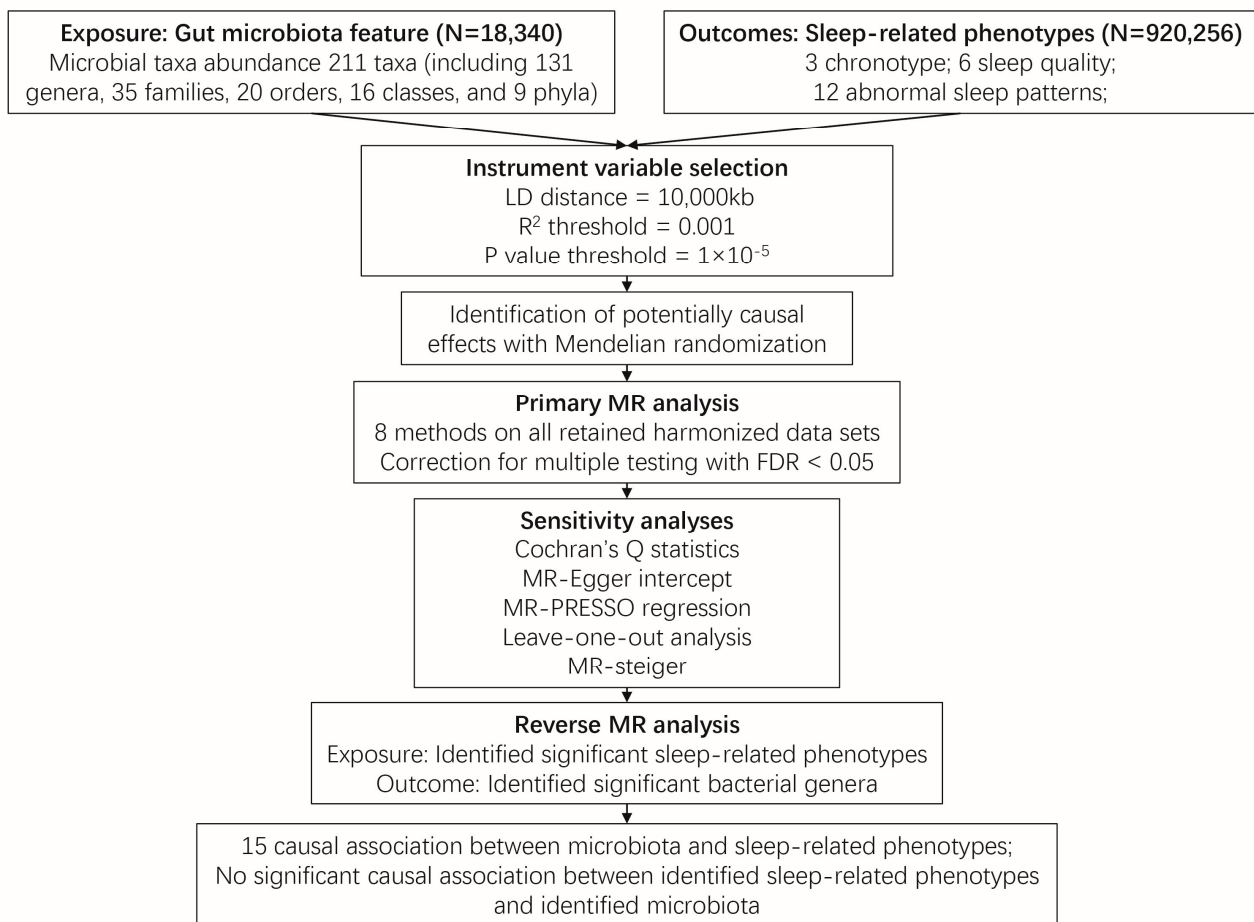 Exposure: Gut microbiota feature (N=18,340)
Microbial taxa abundance 211 taxa (including 131
genera, 35 families, 20 orders, 16 classes, and 9 phyla)
Outcomes: Sleep-related phenotypes (N=920,256)
3 chronotype; 6 sleep quality;
12 abnormal sleep patterns;
Instrument variable selection
LD distance = 10,000kb
R² threshold = 0.001
P value threshold = 1×10⁻⁵
Identification of potentially causal
effects with Mendelian randomization
Primary MR analysis
8 methods on all retained harmonized data sets
Correction for multiple testing with FDR < 0.05
Sensitivity analyses
Cochran’s Q statistics
MR-Egger intercept
MR-PRESSO regression
Leave-one-out analysis
MR-steiger
Reverse MR analysis
Exposure: Identified significant sleep-related phenotypes
Outcome: Identified significant bacterial genera
15 causal association between microbiota and sleep-related phenotypes;
No significant causal association between identified sleep-related phenotypes
and identified microbiota